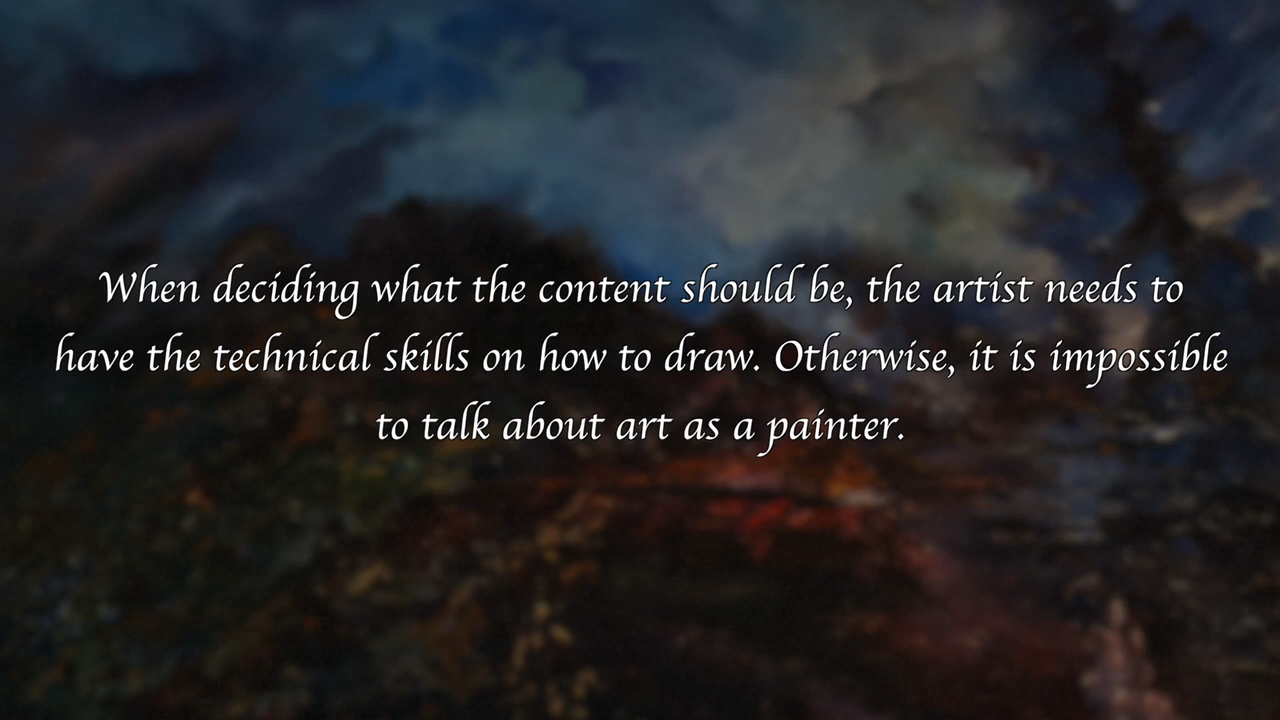 When deciding what the content should be, the artist needs to
have the technical skills on how to draw. Otherwise, it is impossible
to talk about art as a painter.